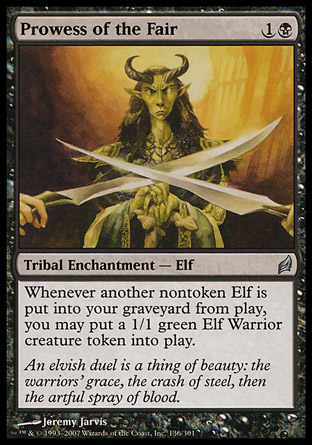 Prowess of the Fair 1
Tribal Enchantment — Elf
Whenever another nontoken Elf is
put into your graveyard from play,
you may put a 1/1 green Elf Warrior
creature token into play.
An elvish duel is a thing of beauty: the
warriors' grace, the crash of steel, then
the artful spray of blood.
Jeremy Jarvis
™ & © 1993–2007 Wizards of the Coast, Inc. 136/301